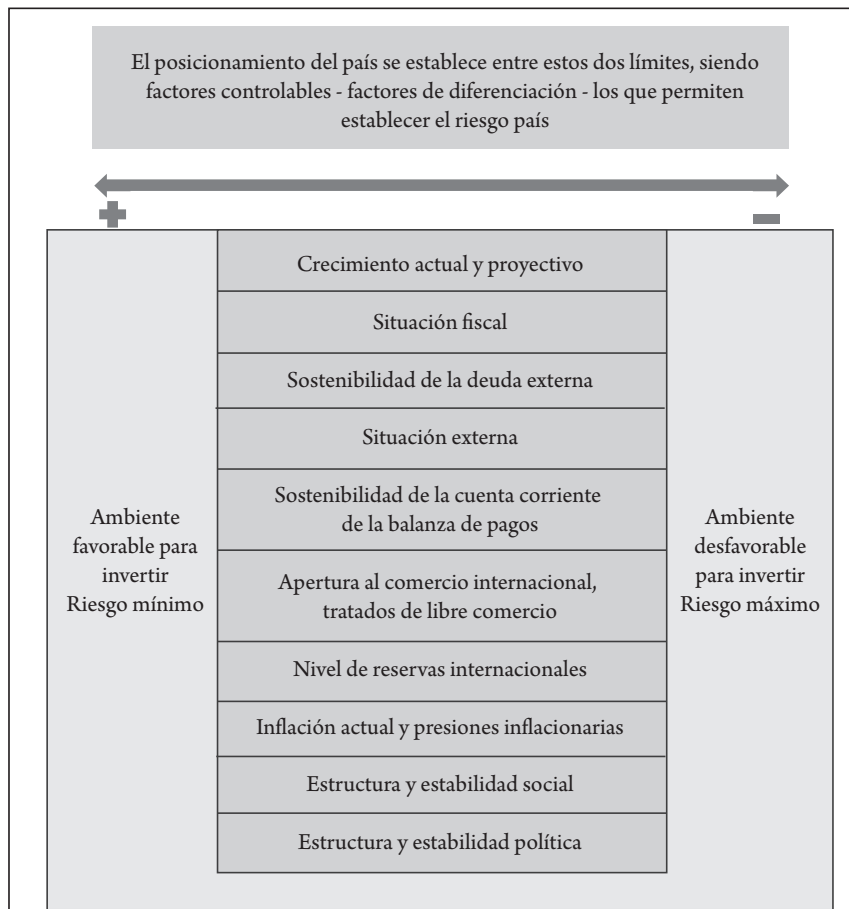 El posicionamiento del país se establece entre estos dos límites, siendo
factores controlables - factores de diferenciación - los que permiten
establecer el riesgo país
+
−
Crecimiento actual y proyectivo
Situación fiscal
Sostenibilidad de la deuda externa
Situación externa
Sostenibilidad de la cuenta corriente
de la balanza de pagos
Apertura al comercio internacional,
tratados de libre comercio
Nivel de reservas internacionales
Inflación actual y presiones inflacionarias
Estructura y estabilidad social
Estructura y estabilidad política
Ambiente
favorable para
invertir
Riesgo mínimo
Ambiente
desfavorable
para invertir
Riesgo máximo